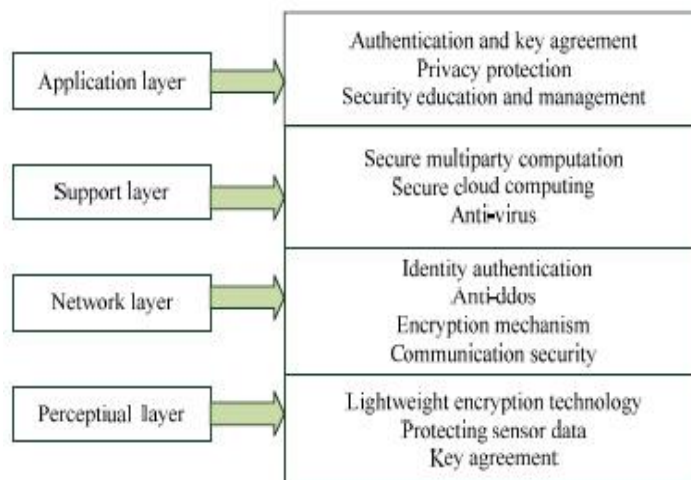 Application layer
Authentication and key agreement
Privacy protection
Security education and management
Support layer
Secure multiparty computation
Secure cloud computing
Anti-virus
Network layer
Identity authentication
Anti-ddos
Encryption mechanism
Communication security
Perceptiual layer
Lightweight encryption technology
Protecting sensor data
Key agreement